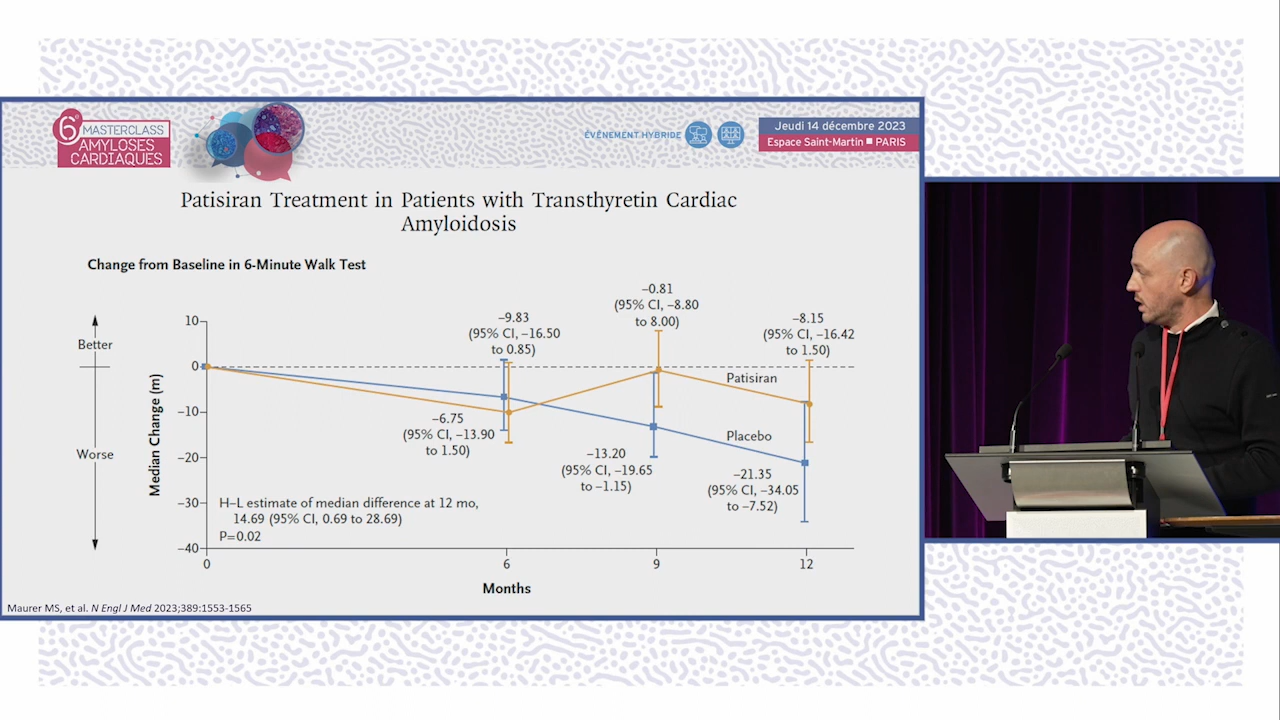 6e
MASTERCLASS
AMYLOSES
CARDIAQUES
ÉVÉNEMENT HYBRIDE
Jeudi 14 décembre 2023
Espace Saint-Martin ■ PARIS
Patisiran Treatment in Patients with Transthyretin Cardiac
Amyloidosis
Change from Baseline in 6-Minute Walk Test
Better
Worse
Median Change (m)
10
0
−10
−20
−30
−40
−9.83
(95% CI, −16.50
to 0.85)
−0.81
(95% CI, −8.80
to 8.00)
−8.15
(95% CI, −16.42
to 1.50)
Patisiran
−6.75
(95% CI, −13.90
to 1.50)
Placebo
−13.20
(95% CI, −19.65
to −1.15)
−21.35
(95% CI, −34.05
to −7.52)
H–L estimate of median difference at 12 mo,
14.69 (95% CI, 0.69 to 28.69)
P=0.02
0
6
9
12
Months
Maurer MS, et al. N Engl J Med 2023;389:1553-1565